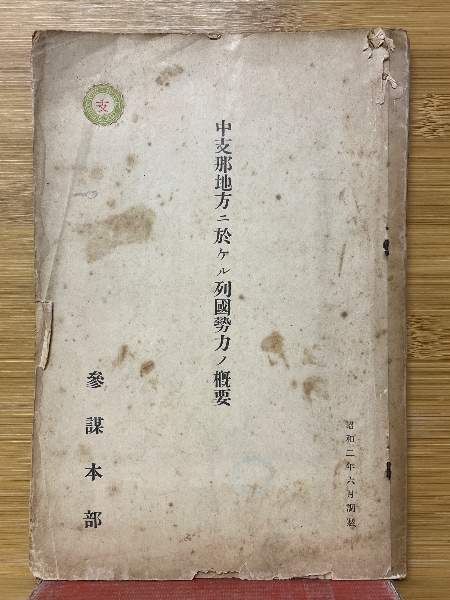 昭和二年六月調製
中支那地方ニ於ケル列國勢力ノ概要
參謀本部
支